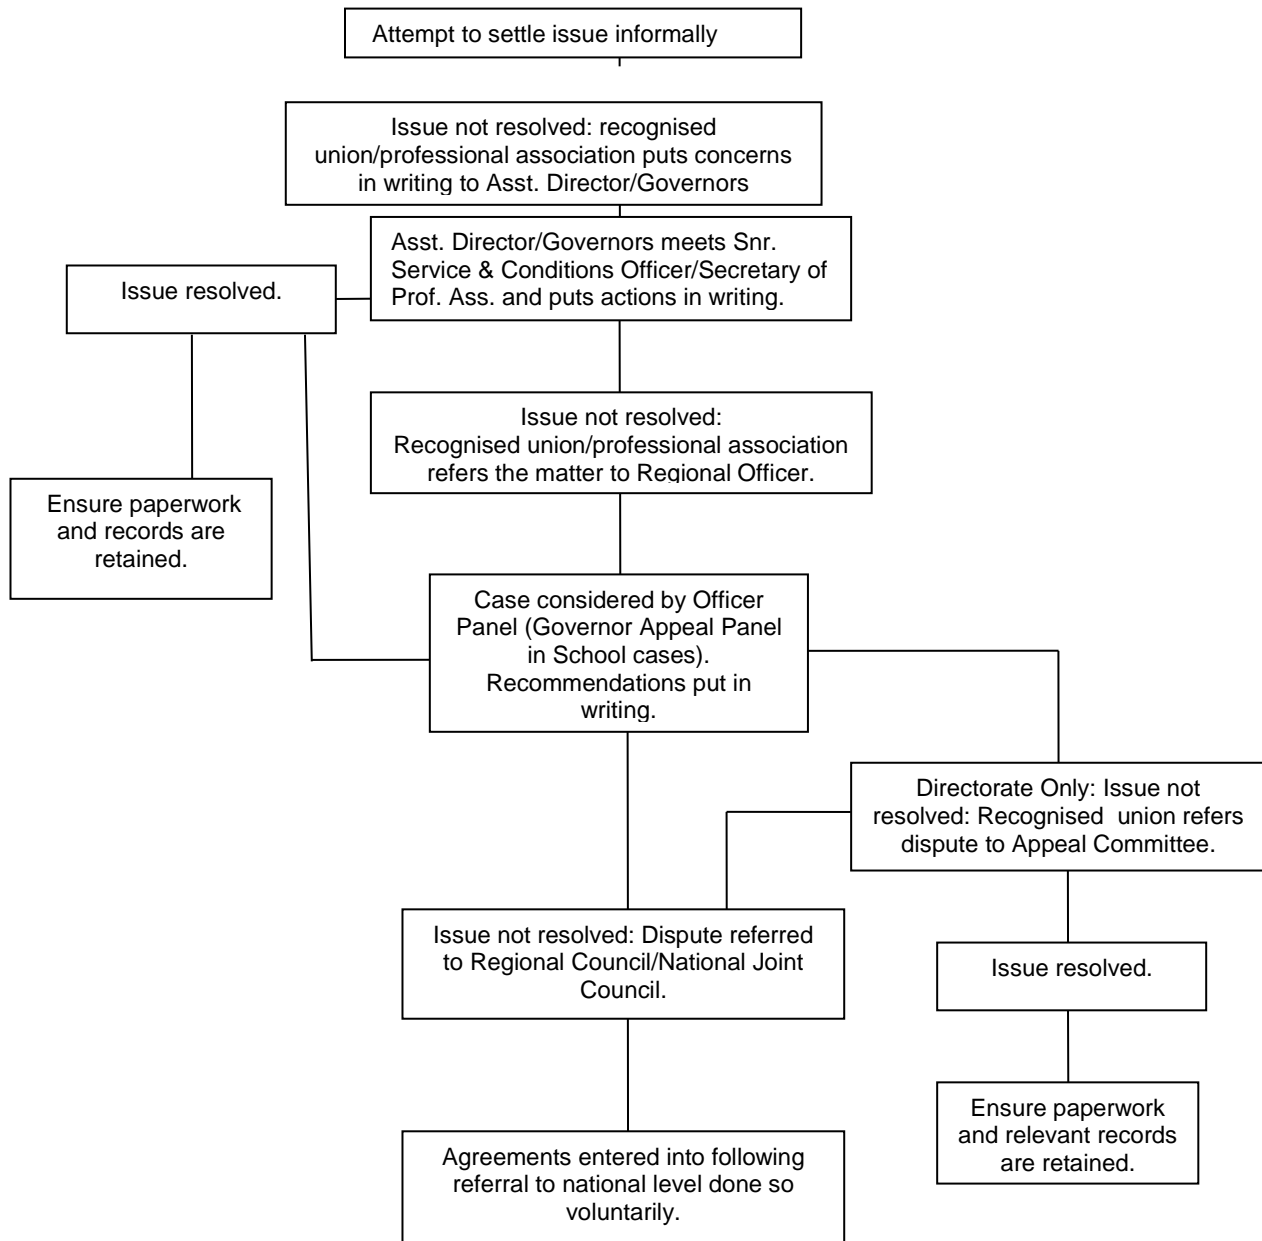 Attempt to settle issue informally
Issue not resolved: recognised
union/professional association puts concerns
in writing to Asst. Director/Governors
Asst. Director/Governors meets Snr.
Service & Conditions Officer/Secretary of
Prof. Ass. and puts actions in writing.
Issue resolved.
Issue not resolved:
Recognised union/professional association
refers the matter to Regional Officer.
Ensure paperwork
and records are
retained.
Case considered by Officer
Panel (Governor Appeal Panel
in School cases).
Recommendations put in
writing.
Directorate Only: Issue not
resolved: Recognised  union refers
dispute to Appeal Committee.
Issue not resolved: Dispute referred
to Regional Council/National Joint
Council.
Issue resolved.
Ensure paperwork
and relevant records
are retained.
Agreements entered into following
referral to national level done so
voluntarily.